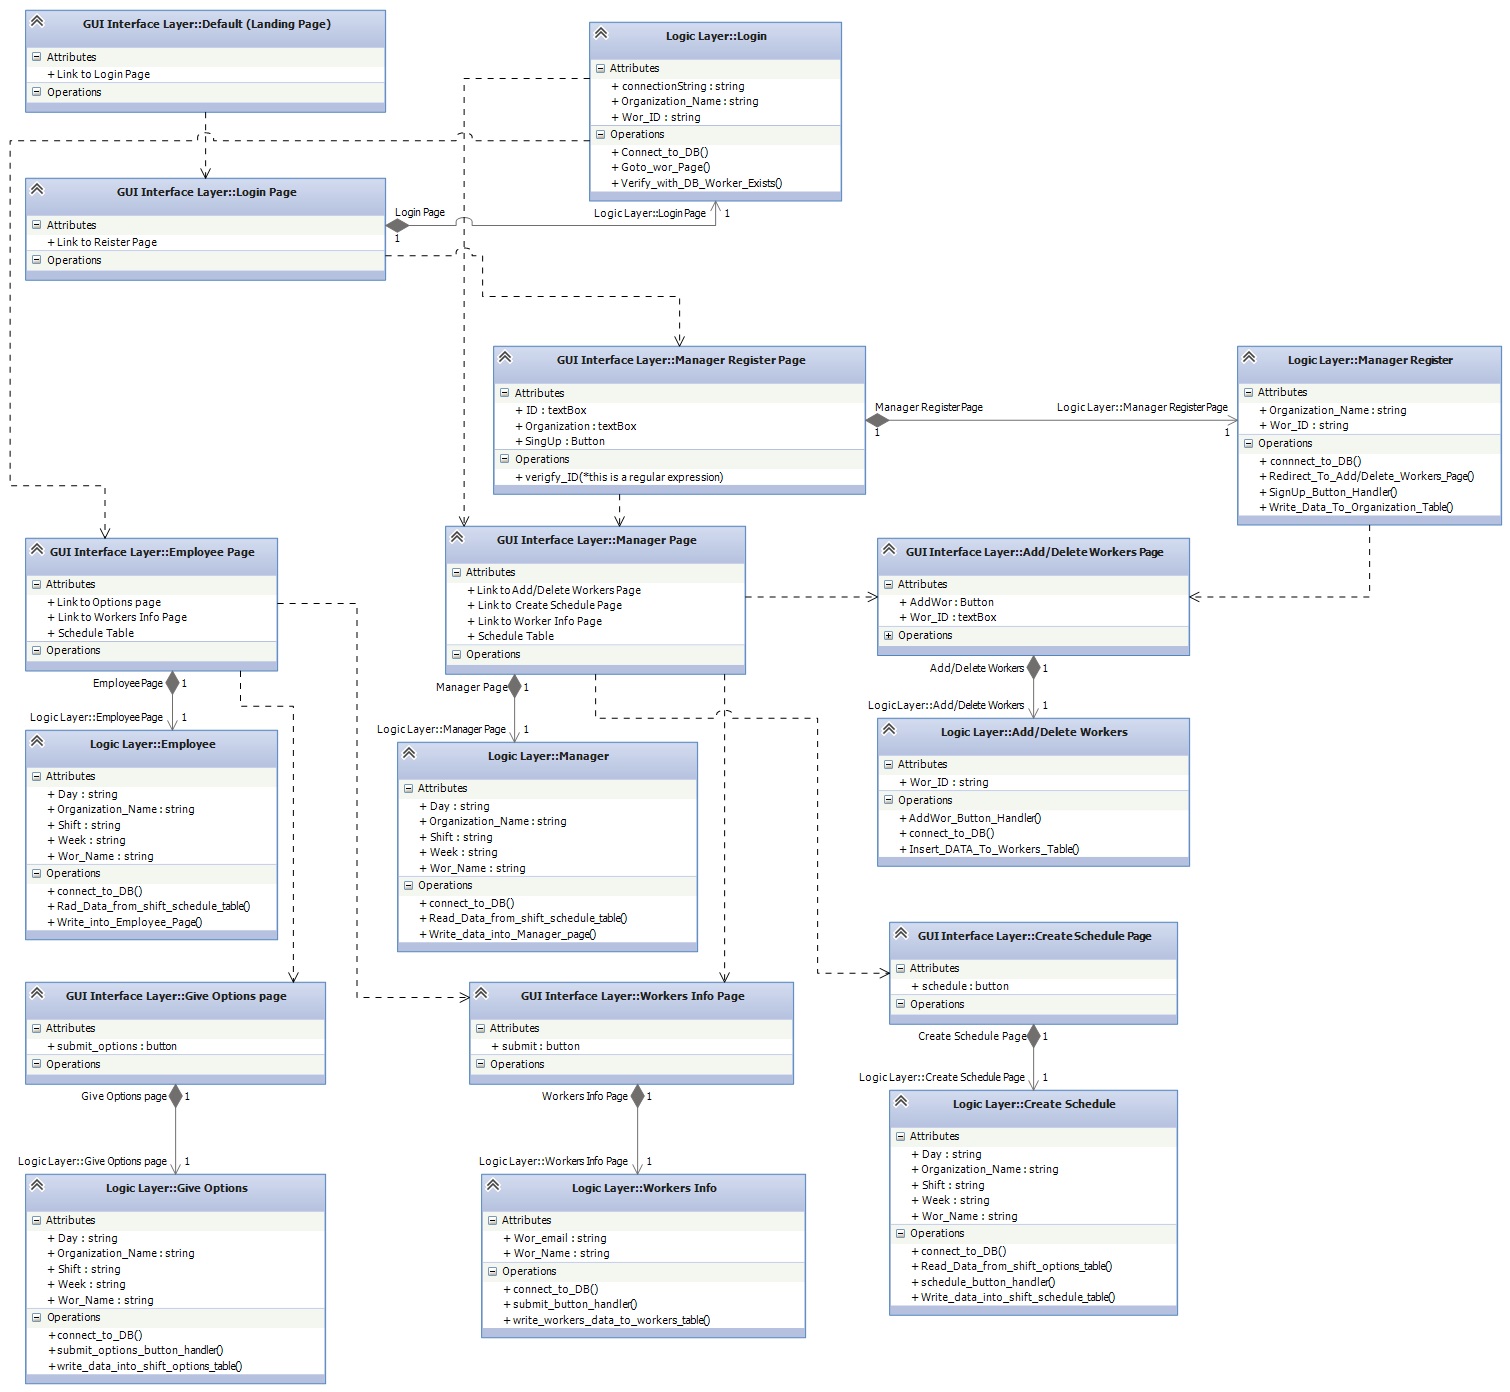 GUI Interface Layer::Default (Landing Page)
Attributes
+ Link to Login Page
Operations
Logic Layer::Login
Attributes
+ connectionString : string
+ Organization_Name : string
+ Wor_ID : string
Operations
+ Connect_to_DB()
+ Goto_wor_Page()
+ Verify_with_DB_Worker_Exists()
GUI Interface Layer::Login Page
Attributes
+ Link to Reister Page
Operations
Login Page
1
Logic Layer::Login Page
1
GUI Interface Layer::Manager Register Page
Attributes
+ ID : textBox
+ Organization : textBox
+ SingUp : Button
Operations
+ verigfy_ID(*this is a regular expression)
Manager Register Page
1
Logic Layer::Manager Register Page
1
Logic Layer::Manager Register
Attributes
+ Organization_Name : string
+ Wor_ID : string
Operations
+ connnect_to_DB()
+ Redirect_To_Add/Delete_Workers_Page()
+ SignUp_Button_Handler()
+ Write_Data_To_Organization_Table()
GUI Interface Layer::Employee Page
Attributes
+ Link to Options page
+ Link to Workers Info Page
+ Schedule Table
Operations
GUI Interface Layer::Manager Page
Attributes
+ Link to Add/Delete Workers Page
+ Link to Create Schedule Page
+ Link to Worker Info Page
+ Schedule Table
Operations
GUI Interface Layer::Add/Delete Workers Page
Attributes
+ AddWor : Button
+ Wor_ID : textBox
Operations
Employee Page
1
Logic Layer::Employee Page
1
Manager Page
1
Logic Layer::Manager Page
1
Add/Delete Workers
1
Logic Layer::Add/Delete Workers
1
Logic Layer::Employee
Attributes
+ Day : string
+ Organization_Name : string
+ Shift : string
+ Week : string
+ Wor_Name : string
Operations
+ connect_to_DB()
+ Rad_Data_from_shift_schedule_table()
+ Write_into_Employee_Page()
Logic Layer::Manager
Attributes
+ Day : string
+ Organization_Name : string
+ Shift : string
+ Week : string
+ Wor_Name : string
Operations
+ connect_to_DB()
+ Read_Data_from_shift_schedule_table()
+ Write_data_into_Manager_page()
Logic Layer::Add/Delete Workers
Attributes
+ Wor_ID : string
Operations
+ AddWor_Button_Handler()
+ connect_to_DB()
+ Insert_DATA_To_Workers_Table()
GUI Interface Layer::Give Options page
Attributes
+ submit_options : button
Operations
GUI Interface Layer::Workers Info Page
Attributes
+ submit : button
Operations
GUI Interface Layer::Create Schedule Page
Attributes
+ schedule : button
Operations
Give Options page
1
Logic Layer::Give Options page
1
Workers Info Page
1
Logic Layer::Workers Info Page
1
Create Schedule Page
1
Logic Layer::Create Schedule Page
1
Logic Layer::Give Options
Attributes
+ Day : string
+ Organization_Name : string
+ Shift : string
+ Week : string
+ Wor_Name : string
Operations
+ connect_to_DB()
+ submit_options_button_handler()
+ write_data_into_shift_options_table()
Logic Layer::Workers Info
Attributes
+ Wor_email : string
+ Wor_Name : string
Operations
+ connect_to_DB()
+ submit_button_handler()
+ write_workers_data_to_workers_table()
Logic Layer::Create Schedule
Attributes
+ Day : string
+ Organization_Name : string
+ Shift : string
+ Week : string
+ Wor_Name : string
Operations
+ connect_to_DB()
+ Read_Data_from_shift_options_table()
+ schedule_button_handler()
+ Write_data_into_shift_schedule_table()